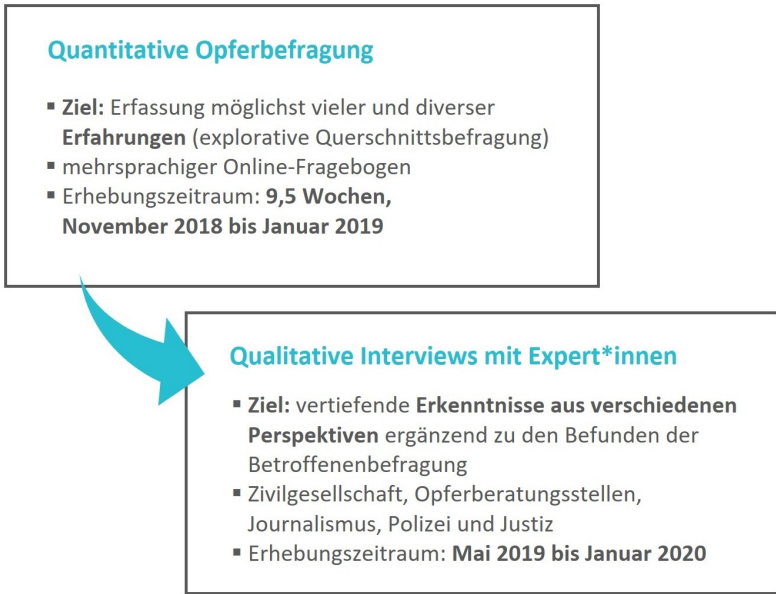 Quantitative Opferbefragung
▪ Ziel: Erfassung möglichst vieler und diverser
Erfahrungen (explorative Querschnittsbefragung)
▪ mehrsprachiger Online-Fragebogen
▪ Erhebungszeitraum: 9,5 Wochen,
November 2018 bis Januar 2019
Qualitative Interviews mit Expert*innen
▪ Ziel: vertiefende Erkenntnisse aus verschiedenen
Perspektiven ergänzend zu den Befunden der
Betroffenenbefragung
▪ Zivilgesellschaft, Opferberatungsstellen,
Journalismus, Polizei und Justiz
▪ Erhebungszeitraum: Mai 2019 bis Januar 2020